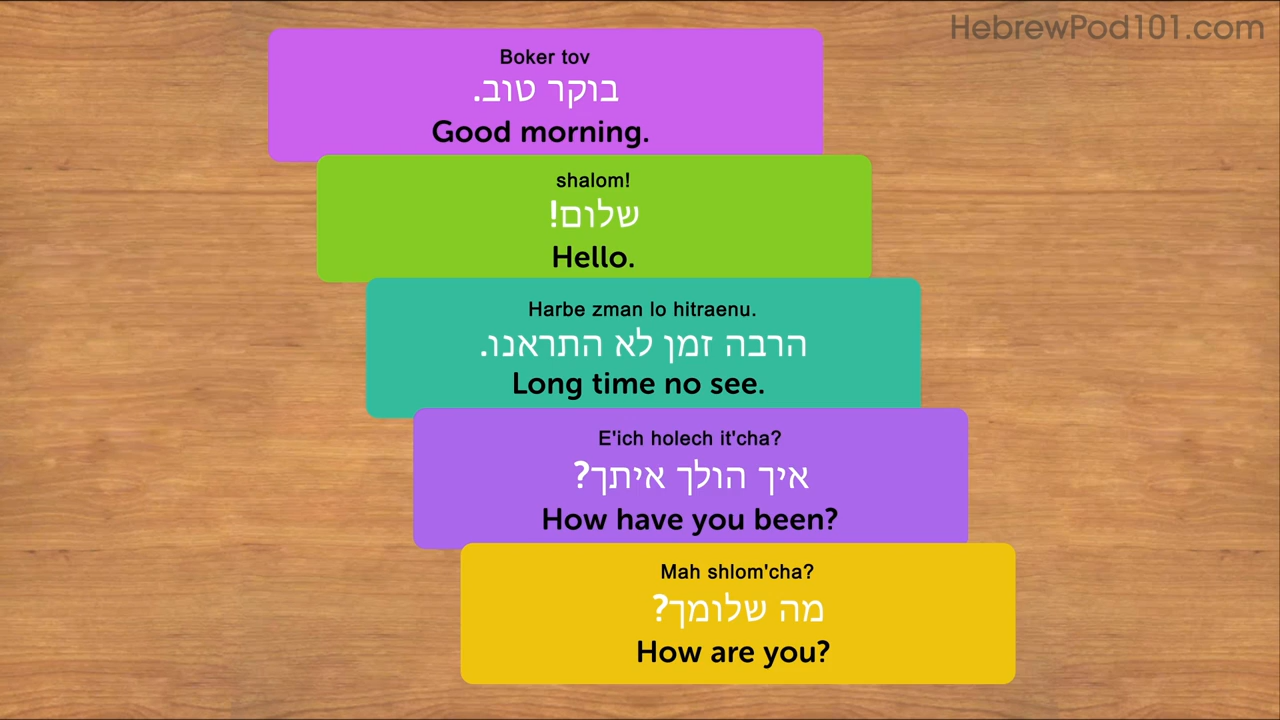 HebrewPod101.com
Boker tov
בוקר טוב.
Good morning.
shalom!
שלום!
Hello.
Harbe zman lo hitraenu.
הרבה זמן לא התראנו.
Long time no see.
E'ich holech it'cha?
איך הולך איתך?
How have you been?
Mah shlom'cha?
מה שלומך?
How are you?